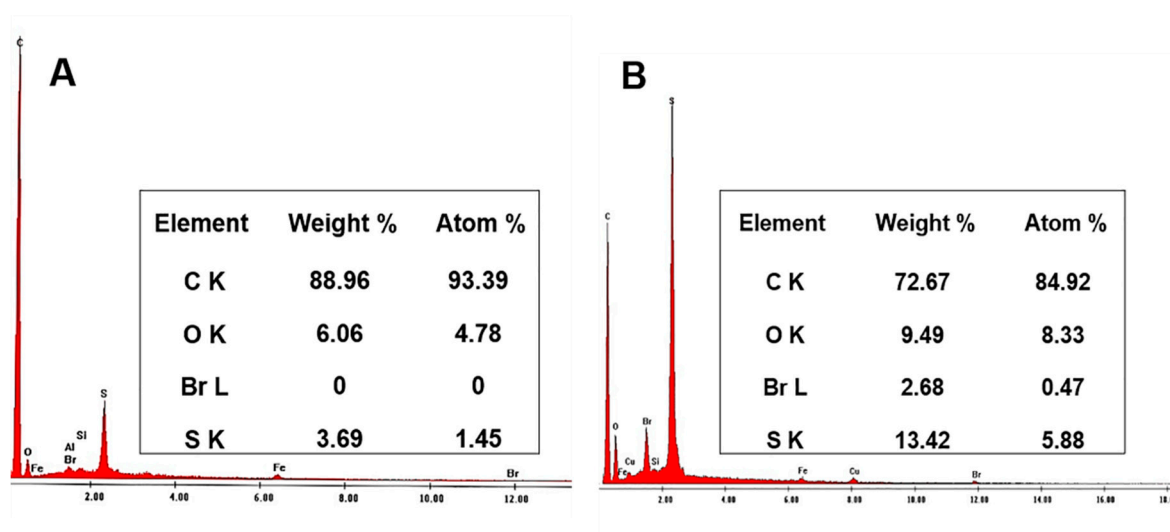 A
C
O
Fe
Al
Br
Si
S
Fe
Br
Element Weight % Atom %
C K 88.96 93.39
O K 6.06 4.78
Br L 0 0
S K 3.69 1.45
2.00 4.00 6.00 8.00 10.00 12.00
B
C
O
Fe
Cu
Br
Si
S
Fe
Cu
Br
Element Weight % Atom %
C K 72.67 84.92
O K 9.49 8.33
Br L 2.68 0.47
S K 13.42 5.88
2.00 4.00 6.00 8.00 10.00 12.00 14.00 16.00